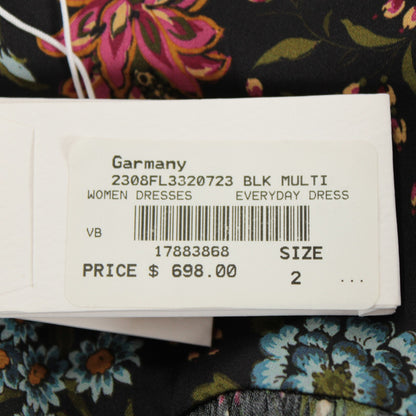 Garmany
2308FL3320723 BLK MULTI
WOMEN DRESSES EVERYDAY DRESS
VB
17883868 SIZE
PRICE $ 698.00 2 ...